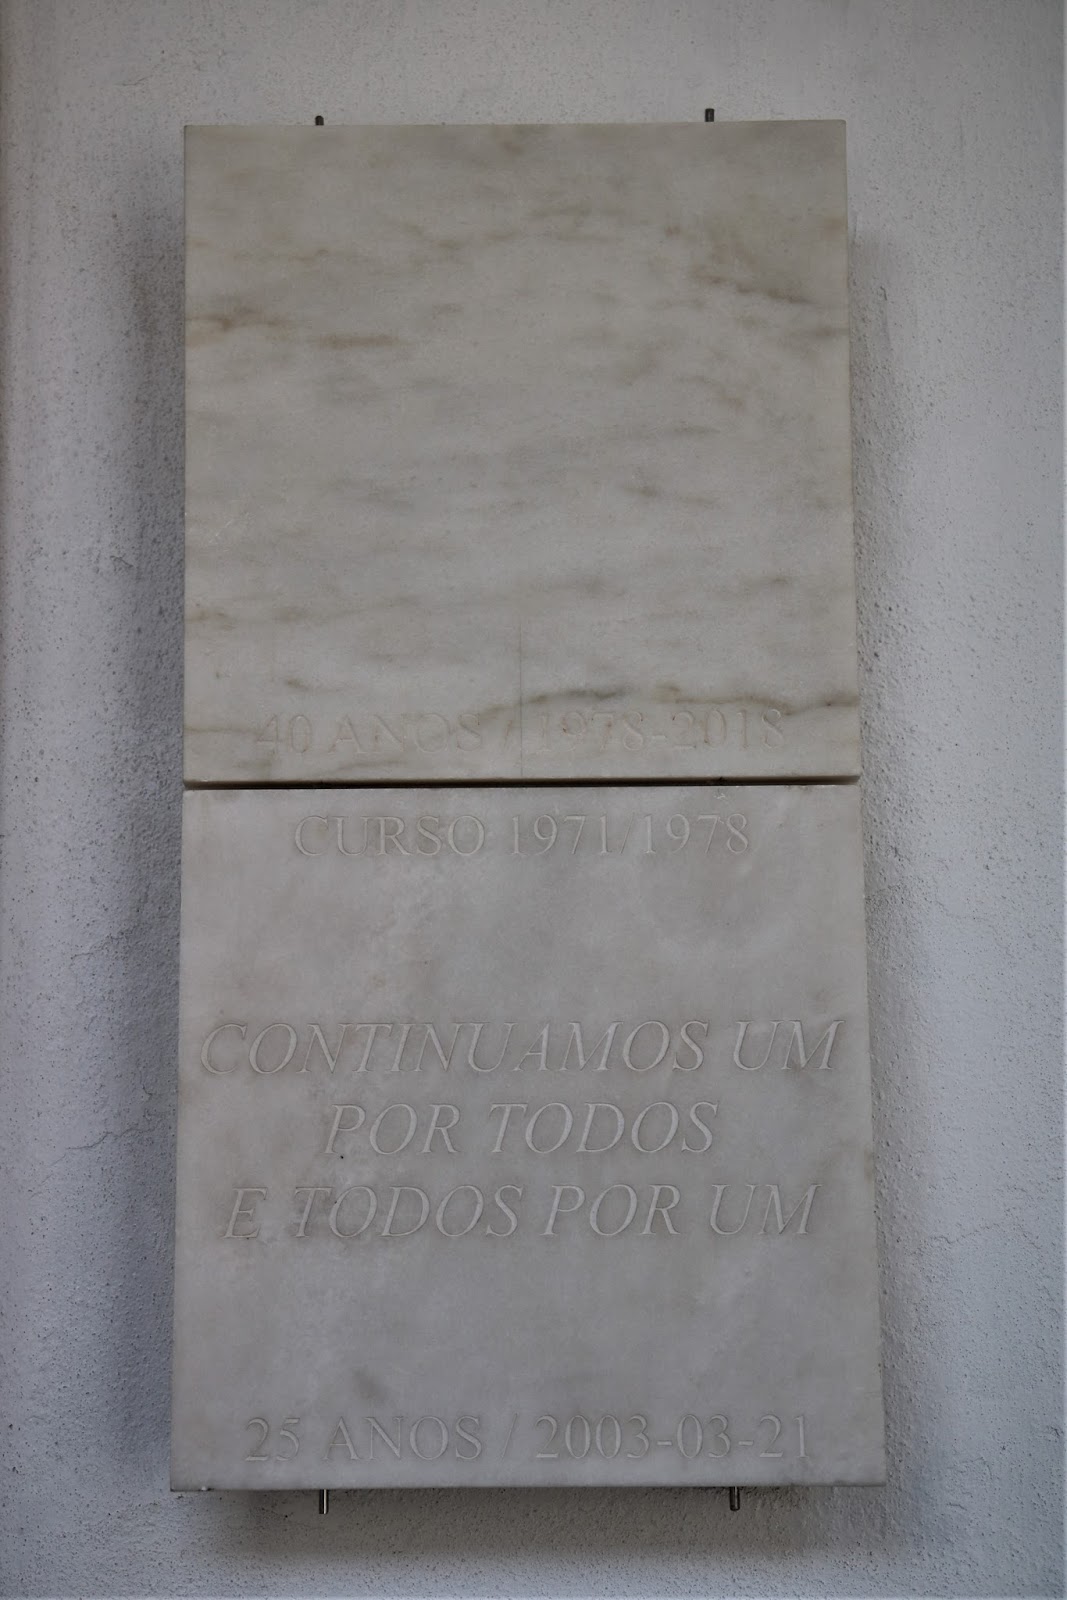 40 ANOS / 1978-2018
CURSO 1971/1978
CONTINUAMOS UM
POR TODOS
E TODOS POR UM
25 ANOS / 2003-03-21